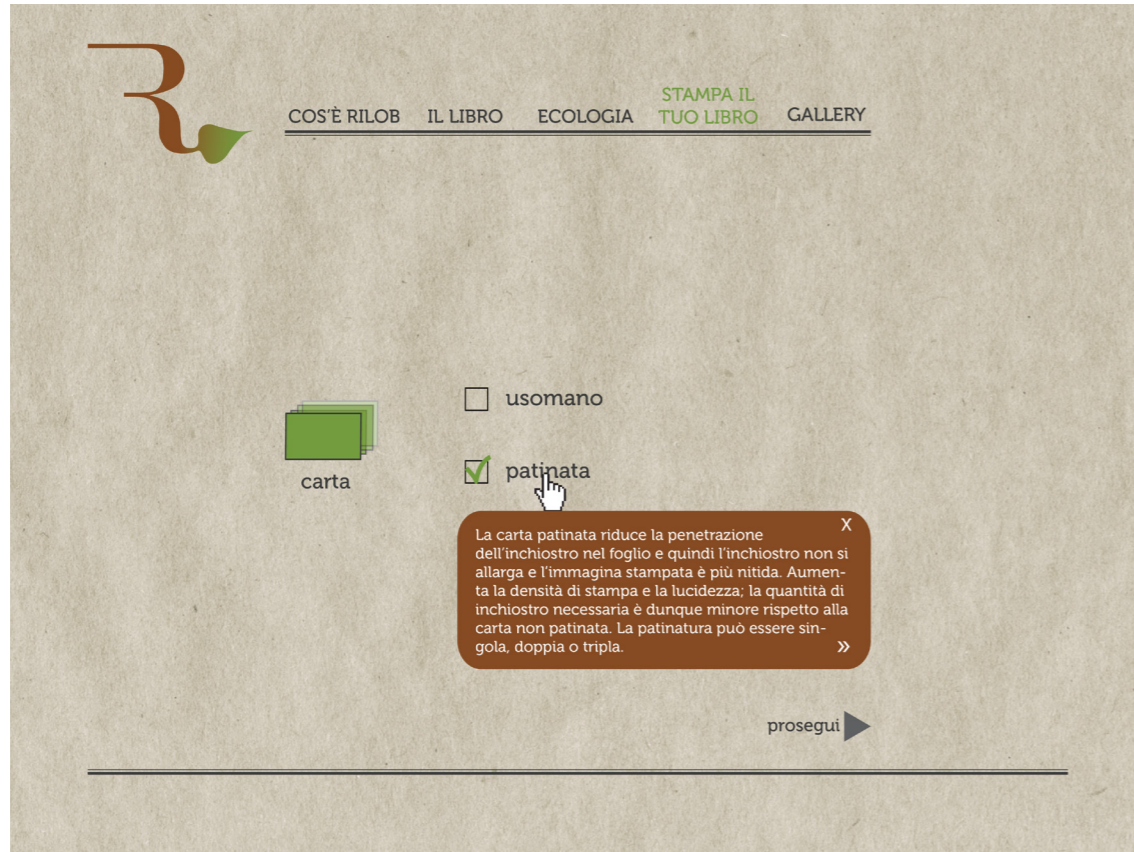 R
STAMPA IL
COS'È RILOB IL LIBRO ECOLOGIA TUO LIBRO GALLERY
usomano
patinata
carta
X
La carta patinata riduce la penetrazione
dell'inchiostro nel foglio e quindi l'inchiostro non si
allarga e l'immagina stampata è più nitida. Aumen-
ta la densità di stampa e la lucidezza; la quantità di
inchiostro necessaria è dunque minore rispetto alla
carta non patinata. La patinatura può essere sin-
gola, doppia o tripla. »
prosegui